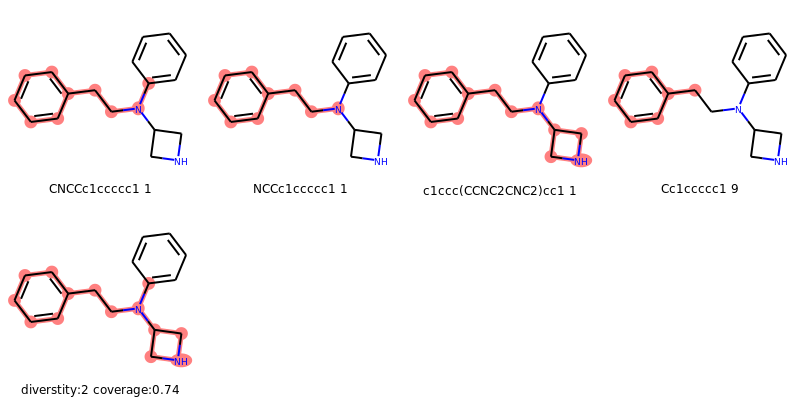 N
NH
N
NH
N
NH
N
NH
CNCCc1ccccc1 1
NCCc1ccccc1 1
c1ccc(CCNC2CNC2)cc1 1
Cc1ccccc1 9
N
NH
diverstity:2 coverage:0.74